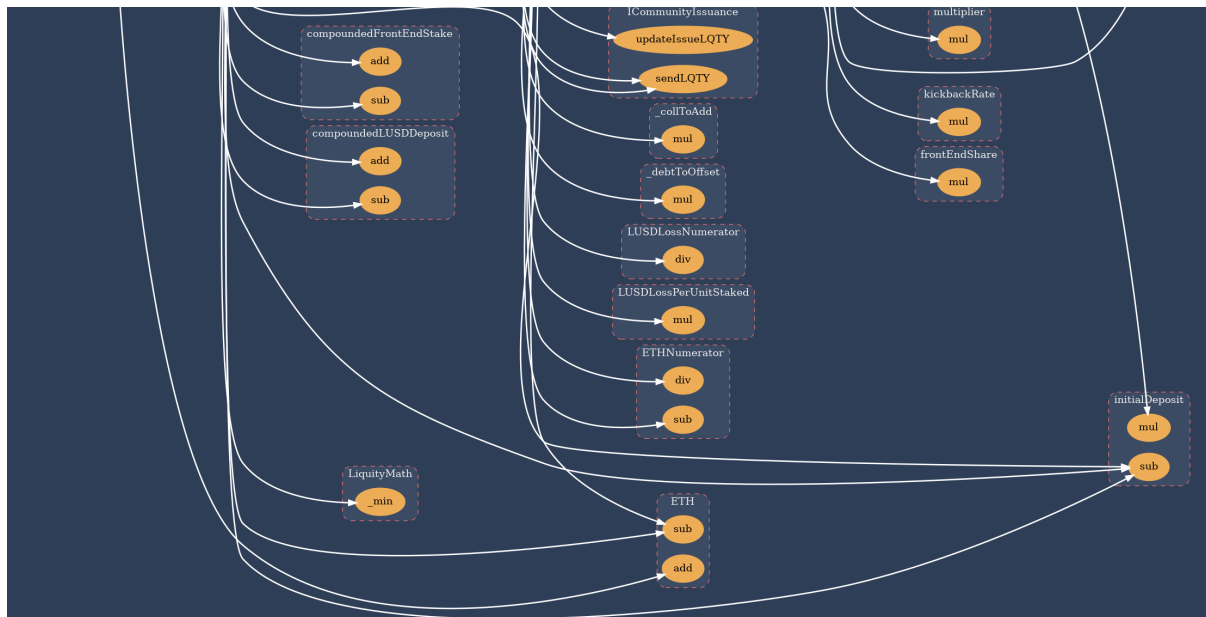 compoundedFrontEndStake
add
sub
compoundedLUSDDeposit
add
sub
LiquityMath
_min
ICommunityIssuance
updateIssueLQTY
sendLQTY
_collToAdd
mul
_debtToOffset
mul
LUSDLossNumerator
div
LUSDLossPerUnitStaked
mul
ETHNumerator
div
sub
ETH
sub
add
multiplier
mul
kickbackRate
mul
frontEndShare
mul
initialDeposit
mul
sub